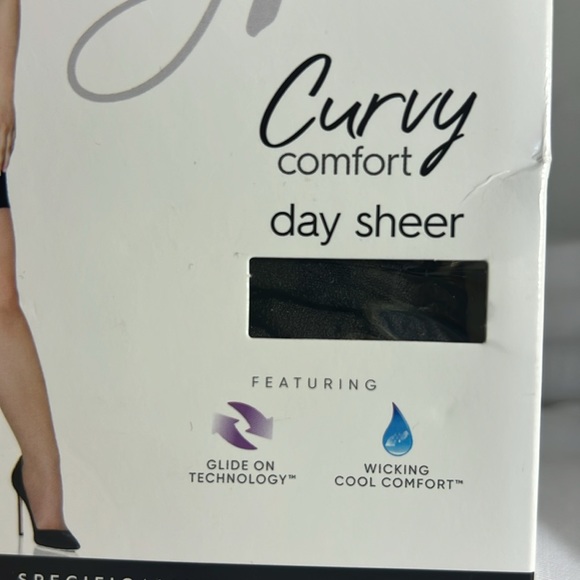 Curvy
comfort
day sheer
FEATURING
GLIDE ON
TECHNOLOGY™
WICKING
COOL COMFORT™